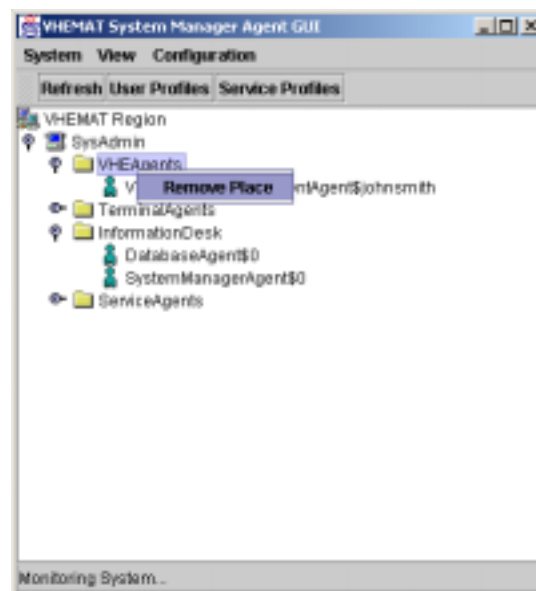 VHEMAT System Manager Agent GUI
System View Configuration
Refresh User Profiles Service Profiles
VHEMAT Region
SysAdmin
VHEAgents
V Remove Place ntAgent$johnsmith
TerminalAgents
InformationDesk
DatabaseAgent$0
SystemManagerAgent$0
ServiceAgents
Monitoring System...